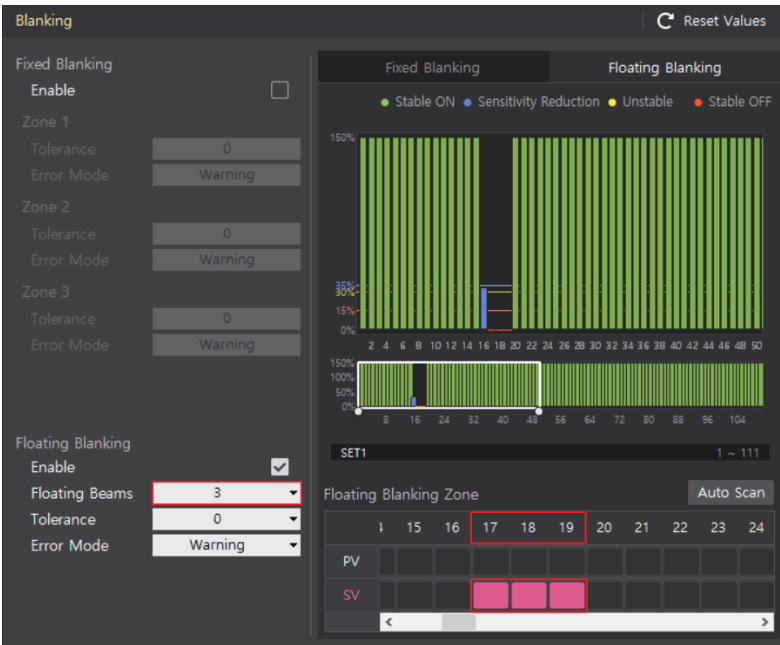 Blanking
Reset Values
Fixed Blanking
Enable
Zone 1
Tolerance 0
Error Mode Warning
Zone 2
Tolerance 0
Error Mode Warning
Zone 3
Tolerance 0
Error Mode Warning
Floating Blanking
Enable
Floating Beams 3
Tolerance 0
Error Mode Warning
Fixed Blanking Floating Blanking
Stable ON Sensitivity Reduction Unstable Stable OFF
150%
35%
30%
15%
0%
2 4 6 8 10 12 14 16 18 20 22 24 26 28 30 32 34 36 38 40 42 44 46 48 50
150%
100%
50%
0%
8 16 24 32 40 48 56 64 72 80 88 96 104
SET1 1 ~ 111
Floating Blanking Zone Auto Scan
15 16 17 18 19 20 21 22 23 24
PV
SV